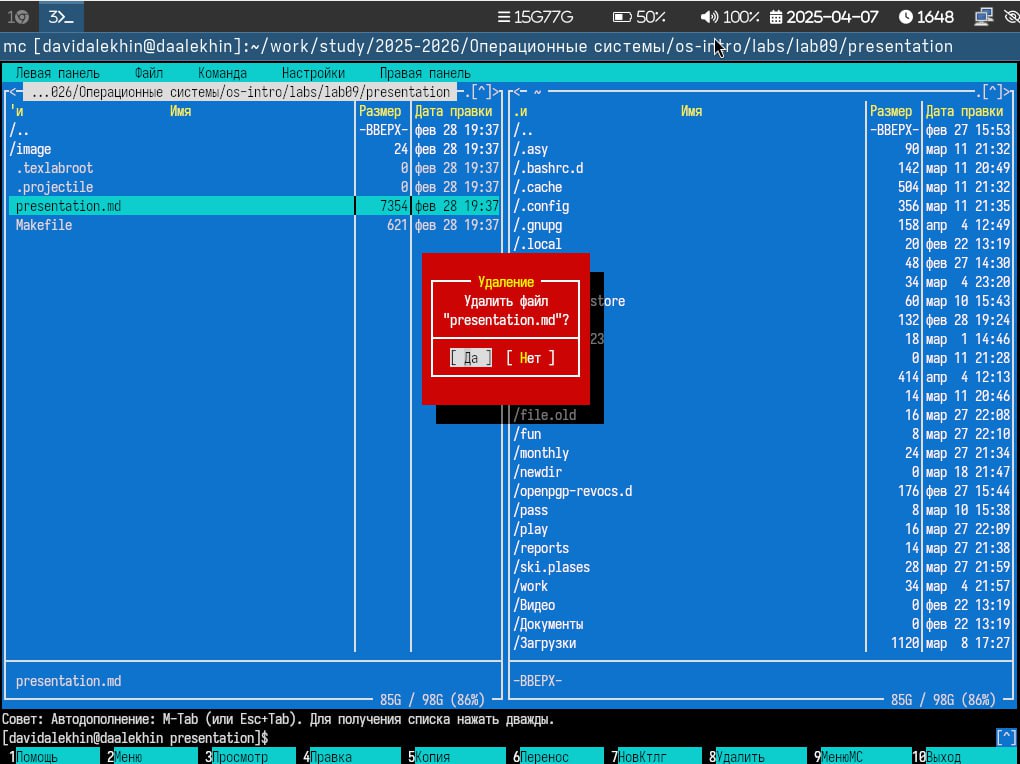 1 3 15G77G 50% 100% 2025-04-07 1648
mc [davidalekhin@daalekhin]:~/work/study/2025-2026/Операционные системы/os-intro/labs/lab09/presentation
Левая панель Файл Команда Настройки Правая панель
<- ...026/Операционные системы/os-intro/labs/lab09/presentation -.[^]>
'и Имя Размер Дата правки
/.. -ВВЕРХ- фев 28 19:37
/image 24 фев 28 19:37
.texlabroot 0 фев 28 19:37
.projectile 0 фев 28 19:37
presentation.md 7354 фев 28 19:37
Makefile 621 фев 28 19:37
presentation.md
85G / 98G (86%)
<- ~ .[^]>
.и Имя Размер Дата правки
/.. -ВВЕРХ- фев 27 15:53
/.asy 90 мар 11 21:32
/.bashrc.d 142 мар 11 20:49
/.cache 504 мар 11 21:32
/.config 356 мар 11 21:35
/.gnupg 158 апр 4 12:49
/.local 20 фев 22 13:19
48 фев 27 14:30
34 мар 4 23:20
store 60 мар 10 15:43
132 фев 28 19:24
23 18 мар 1 14:46
0 мар 11 21:28
414 апр 4 12:13
14 мар 11 20:46
/file.old 16 мар 27 22:08
/fun 8 мар 27 22:10
/monthly 24 мар 27 21:34
/newdir 0 мар 18 21:47
/openpgp-revocs.d 176 фев 27 15:44
/pass 8 мар 10 15:38
/play 16 мар 27 22:09
/reports 14 мар 27 21:38
/ski.plases 28 мар 27 21:59
/work 34 мар 4 21:57
/Видео 0 фев 22 13:19
/Документы 0 фев 22 13:19
/Загрузки 1120 мар 8 17:27
-ВВЕРХ-
85G / 98G (86%)
Удаление
Удалить файл
"presentation.md"?
[ Да ] [ Нет ]
Совет: Автодополнение: M-Tab (или Esc+Tab). Для получения списка нажать дважды.
[davidalekhin@daalekhin presentation]$ [^]
1Помощь 2Меню 3Просмотр 4Правка 5Копия 6Перенос 7НовКтлг 8Удалить 9МенюМС 10Выход